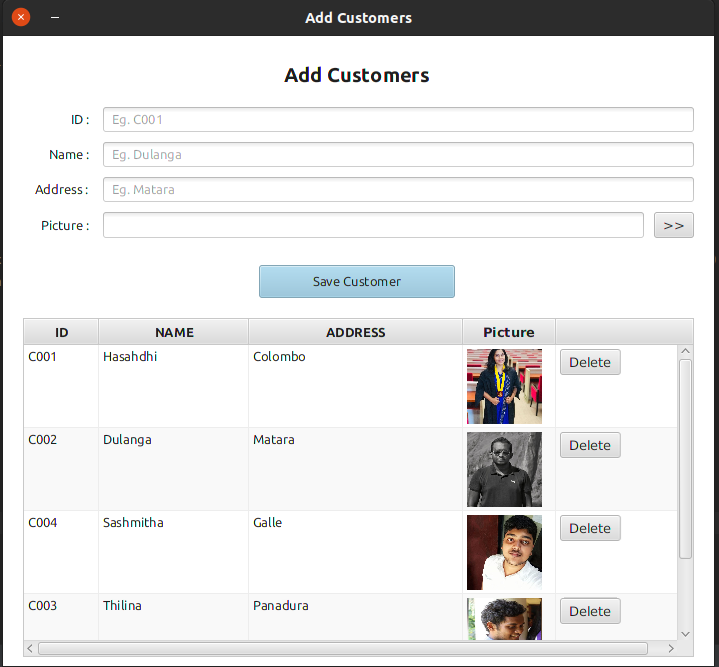 Add Customers
Add Customers
ID : Eg. C001
Name : Eg. Dulanga
Address : Eg. Matara
Picture : >>
Save Customer
ID NAME ADDRESS Picture
C001 Hasahdhi Colombo Delete
C002 Dulanga Matara Delete
C004 Sashmitha Galle Delete
C003 Thilina Panadura Delete